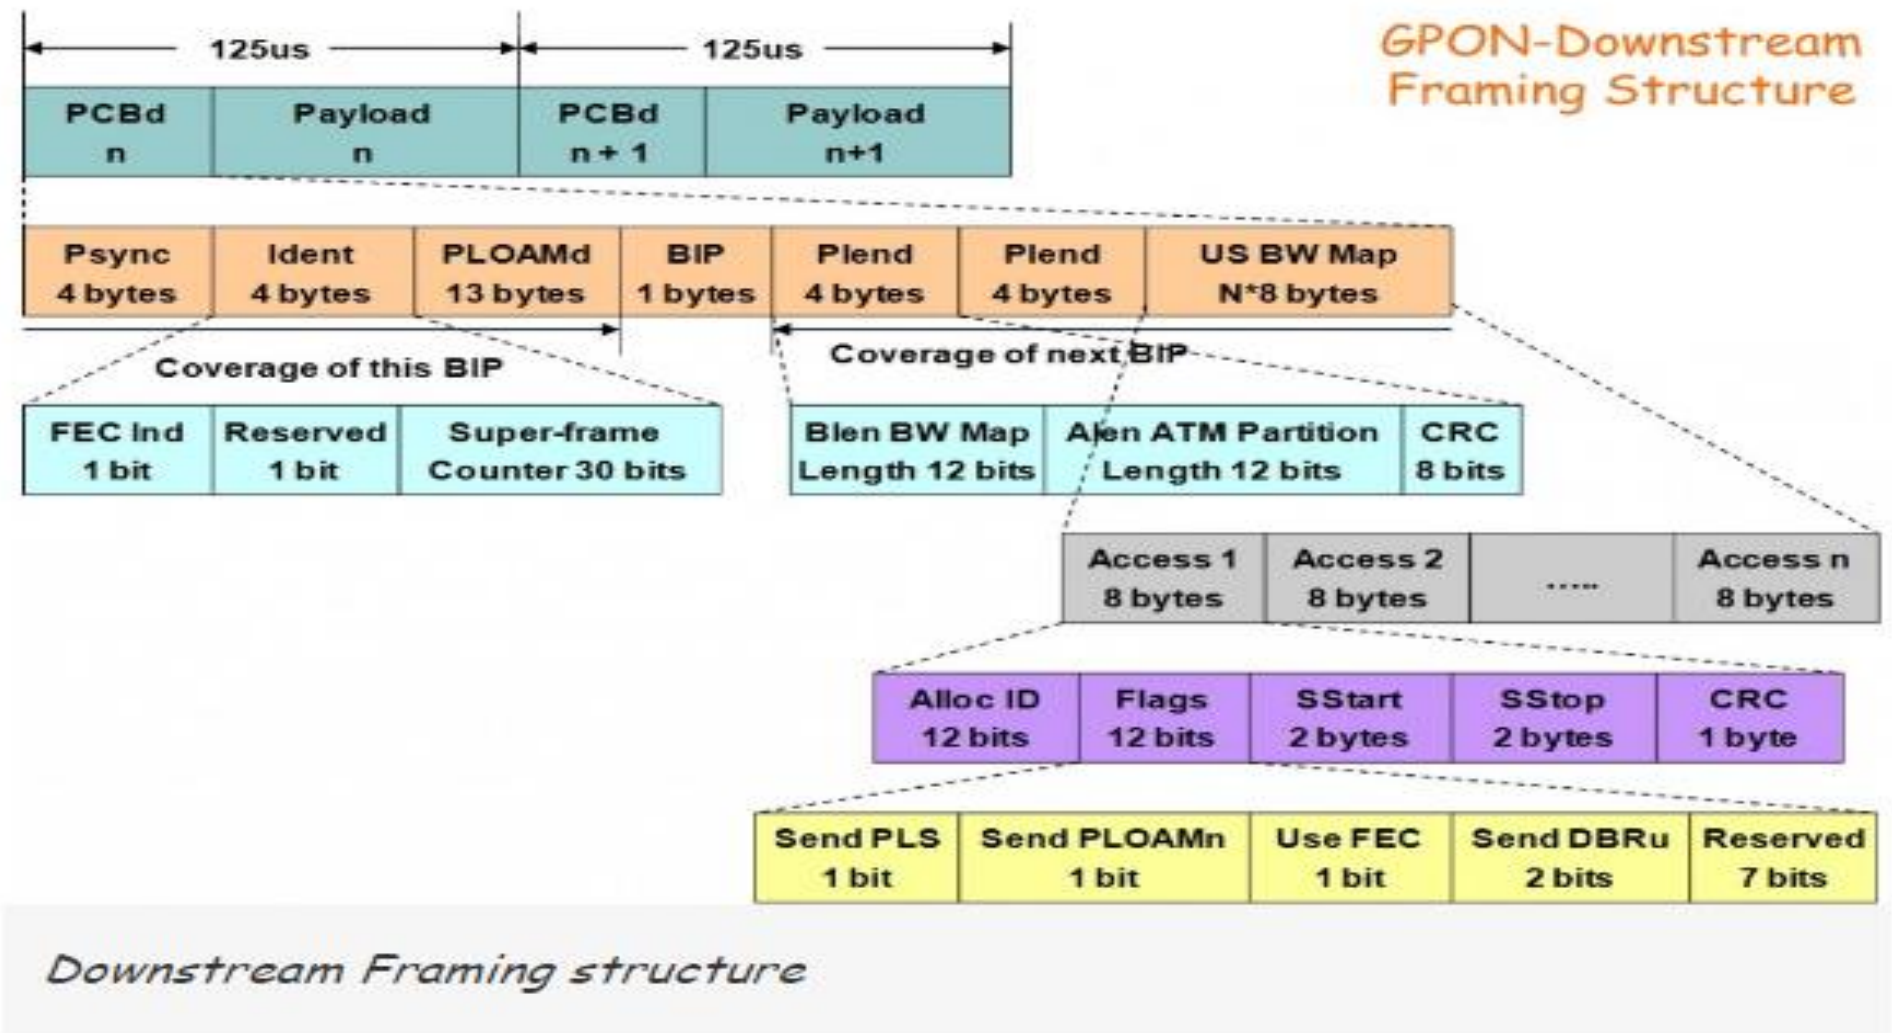 GPON-Downstream
Framing Structure
125us
125us
PCBd
n
Payload
n
PCBd
n + 1
Payload
n+1
Psync
4 bytes
Ident
4 bytes
PLOAMd
13 bytes
BIP
1 bytes
Plend
4 bytes
Plend
4 bytes
US BW Map
N*8 bytes
Coverage of this BIP
Coverage of next BIP
FEC Ind
1 bit
Reserved
1 bit
Super-frame
Counter 30 bits
Blen BW Map
Length 12 bits
Alen ATM Partition
Length 12 bits
CRC
8 bits
Access 1
8 bytes
Access 2
8 bytes
.....
Access n
8 bytes
Alloc ID
12 bits
Flags
12 bits
SStart
2 bytes
SStop
2 bytes
CRC
1 byte
Send PLS
1 bit
Send PLOAMn
1 bit
Use FEC
1 bit
Send DBRu
2 bits
Reserved
7 bits
Downstream Framing structure